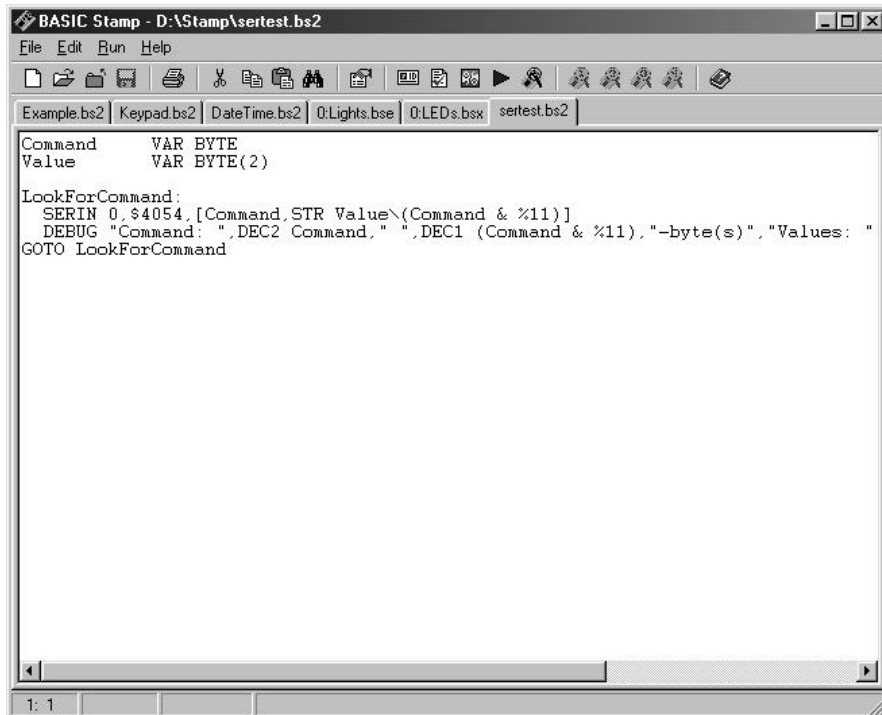 BASIC Stamp - D:\Stamp\sertest.bs2
File Edit Run Help
Example.bs2 Keypad.bs2 DateTime.bs2 0:Lights.bse 0:LEDs.bsx sertest.bs2
Command VAR BYTE
Value VAR BYTE(2)
LookForCommand:
SERIN 0,$4054,[Command,STR Value\(Command & %11)]
DEBUG "Command: ",DEC2 Command," ",DEC1 (Command & %11),"-byte(s)","Values: "
GOTO LookForCommand
1: 1